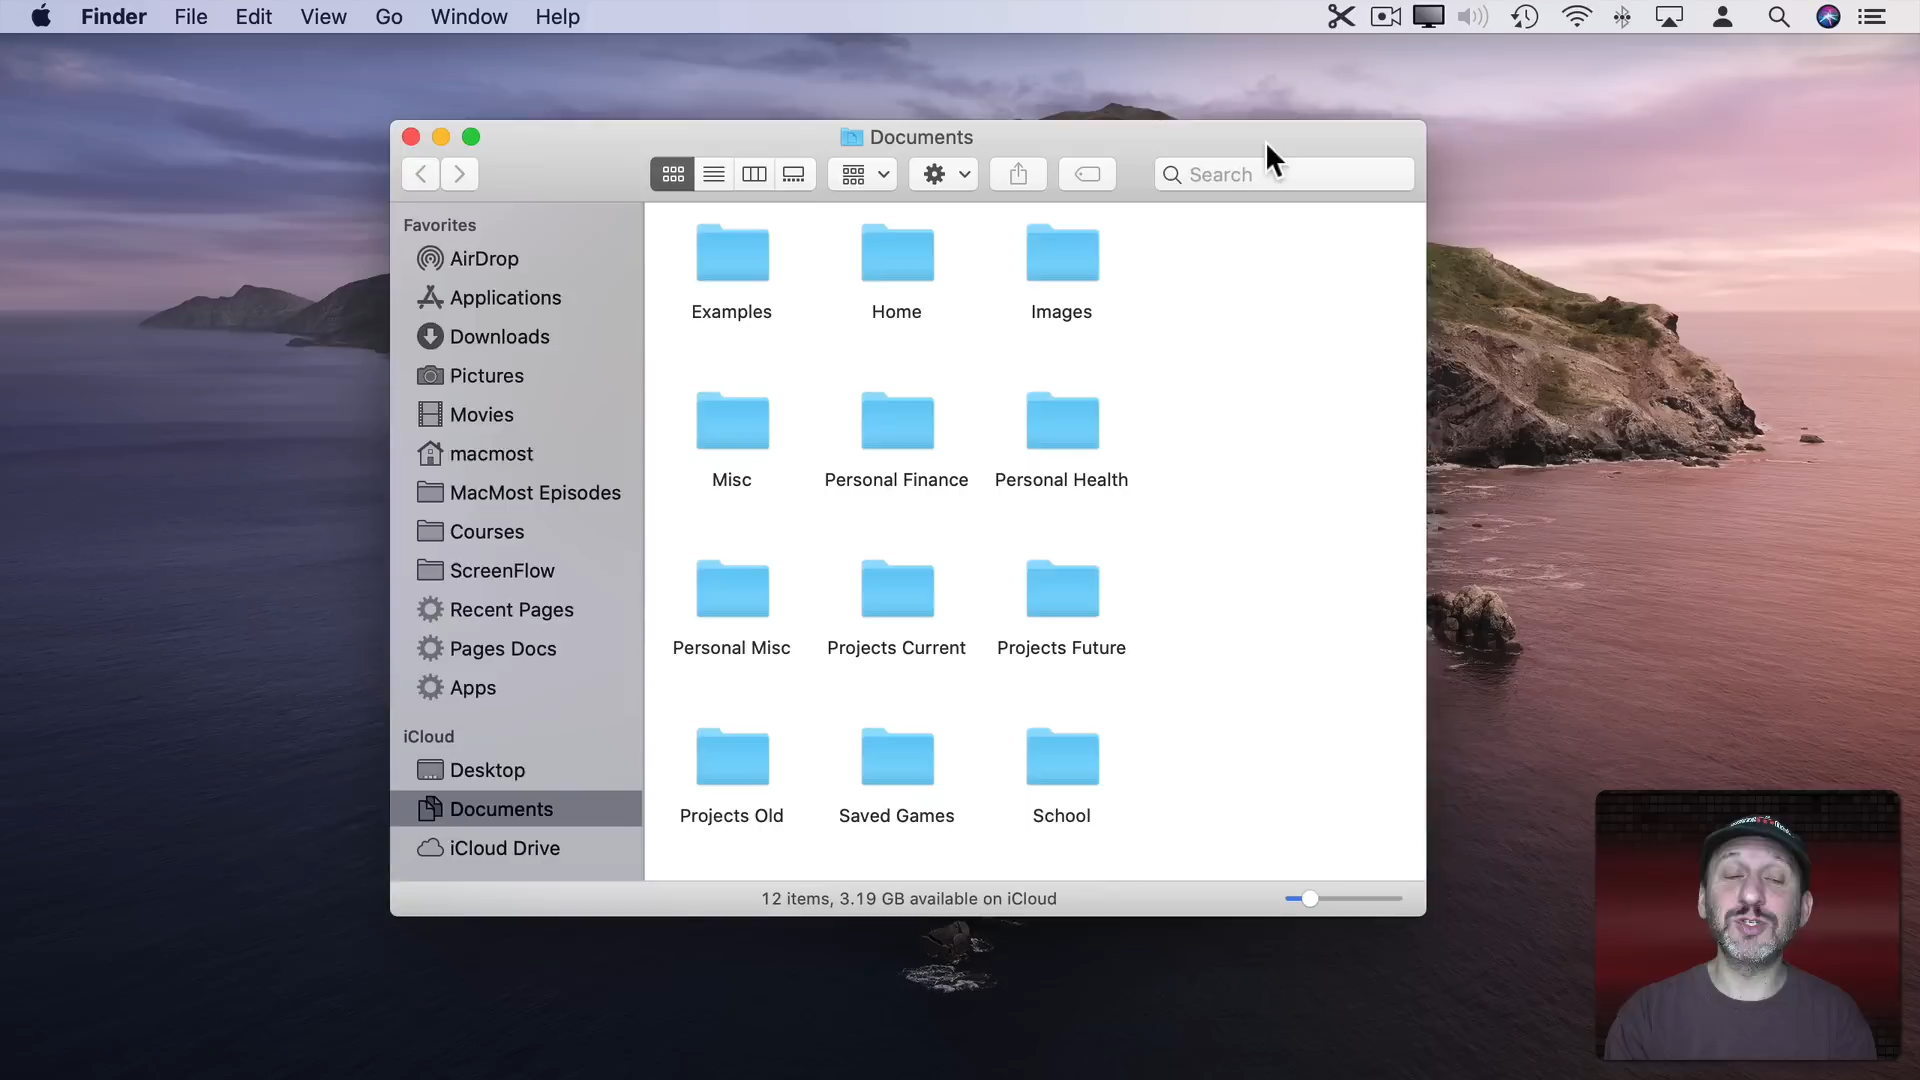 Finder File Edit View Go Window Help
Documents
Search
Favorites
AirDrop
Applications
Downloads
Pictures
Movies
macmost
MacMost Episodes
Courses
ScreenFlow
Recent Pages
Pages Docs
Apps
iCloud
Desktop
Documents
iCloud Drive
Examples Home Images
Misc Personal Finance Personal Health
Personal Misc Projects Current Projects Future
Projects Old Saved Games School
12 items, 3.19 GB available on iCloud